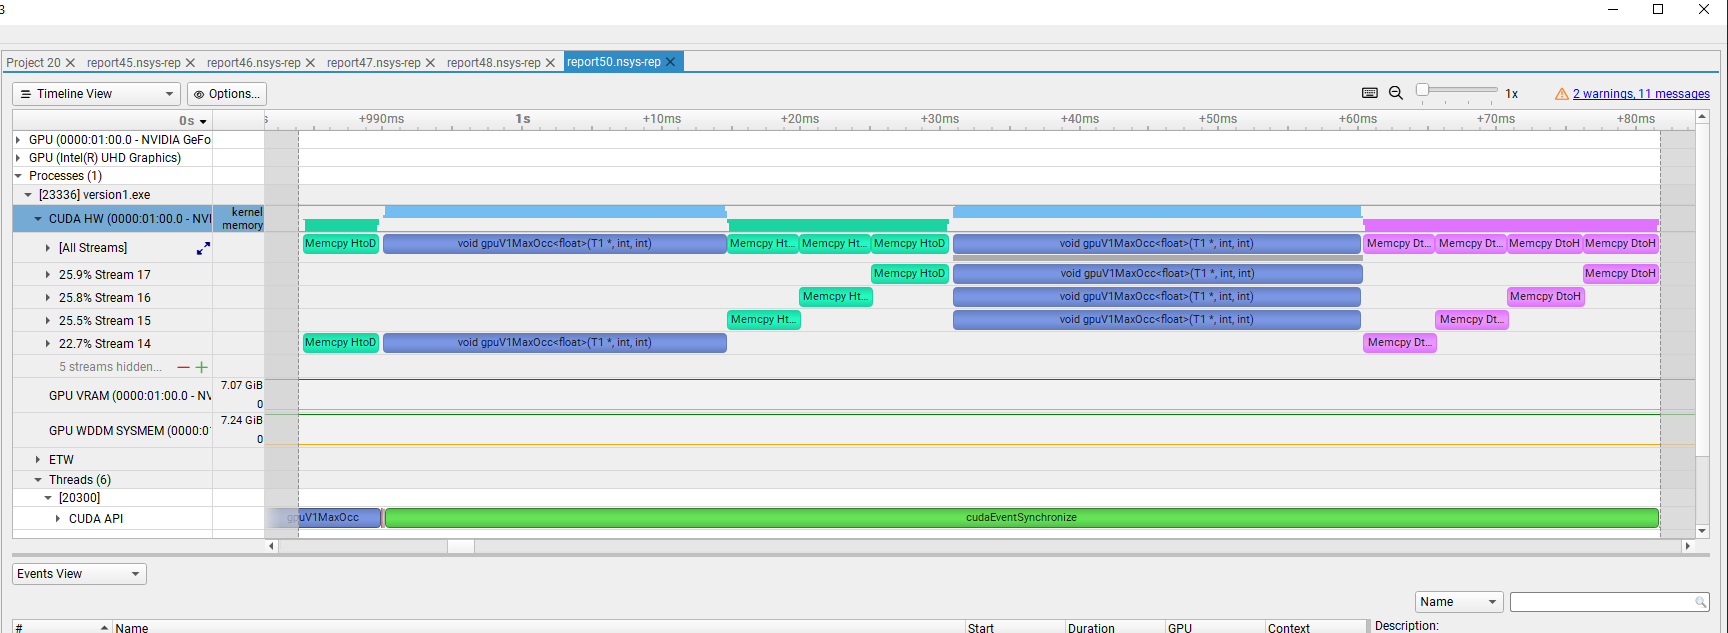 3
Project 20 report45.nsys-rep report46.nsys-rep report47.nsys-rep report48.nsys-rep report50.nsys-rep
Timeline View Options... 1x 2 warnings, 11 messages
0s s +990ms 1s +10ms +20ms +30ms +40ms +50ms +60ms +70ms +80ms
GPU (0000:01:00.0 - NVIDIA GeFo
GPU (Intel(R) UHD Graphics)
Processes (1)
[23336] version1.exe
CUDA HW (0000:01:00.0 - NVI kernel
memory
[All Streams] Memcpy HtoD void gpuV1MaxOcc<float>(T1 *, int, int) Memcpy Ht... Memcpy Ht... Memcpy HtoD void gpuV1MaxOcc<float>(T1 *, int, int) Memcpy Dt... Memcpy Dt... Memcpy DtoH Memcpy DtoH
25.9% Stream 17 Memcpy HtoD void gpuV1MaxOcc<float>(T1 *, int, int) Memcpy DtoH
25.8% Stream 16 Memcpy Ht... void gpuV1MaxOcc<float>(T1 *, int, int) Memcpy DtoH
25.5% Stream 15 Memcpy Ht... void gpuV1MaxOcc<float>(T1 *, int, int) Memcpy Dt...
22.7% Stream 14 Memcpy HtoD void gpuV1MaxOcc<float>(T1 *, int, int) Memcpy Dt...
5 streams hidden...
7.07 GiB
GPU VRAM (0000:01:00.0 - NV
0
7.24 GiB
GPU WDDM SYSMEM (0000:0
0
ETW
Threads (6)
[20300]
CUDA API gpuV1MaxOcc cudaEventSynchronize
Events View
Name
# Name Start Duration GPU Context Description: